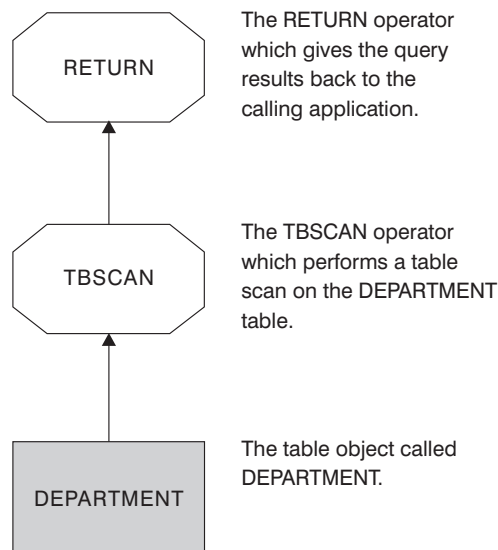 RETURN
The RETURN operator
which gives the query
results back to the
calling application.
TBSCAN
The TBSCAN operator
which performs a table
scan on the DEPARTMENT
table.
DEPARTMENT
The table object called
DEPARTMENT.